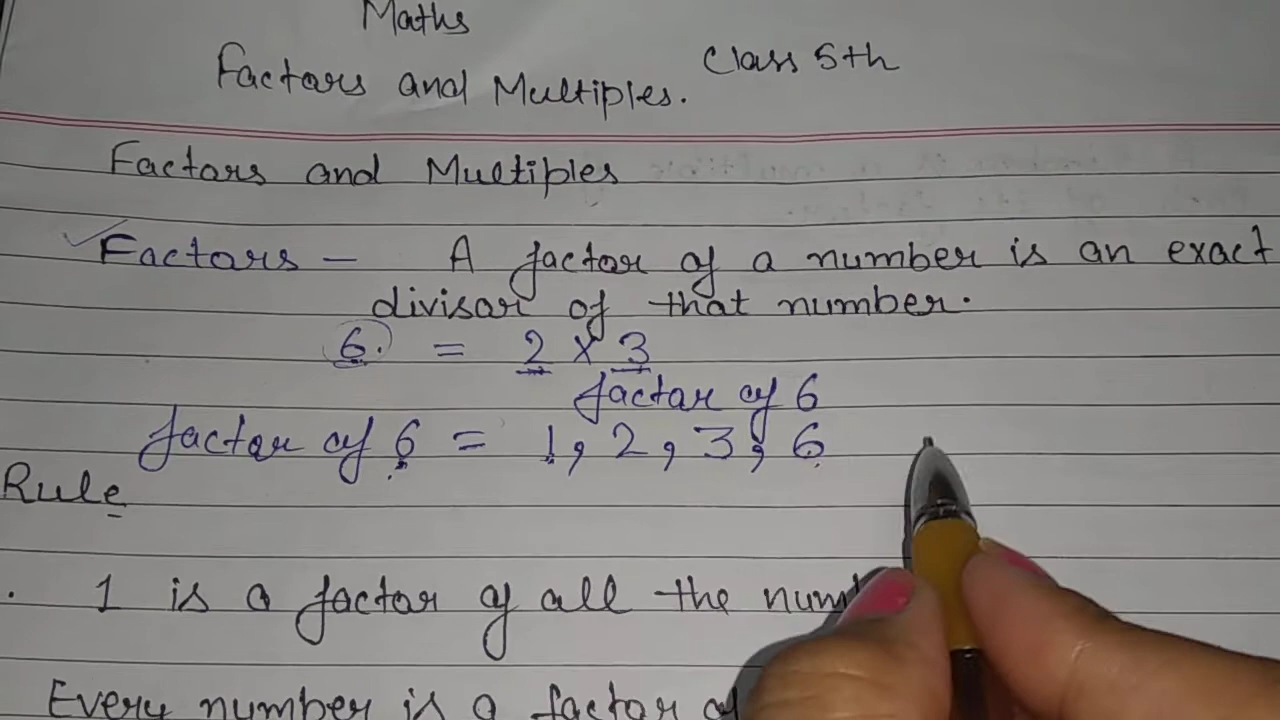 Maths
Factors and Multiples. Class 5th
Factors and Multiples
Factors - A factor of a number is an exact
divisar of that number.
6. = 2 × 3
factor of 6
factor of 6 = 1, 2, 3, 6
Rule
. 1 is a factor of all the
Every number is a factor of